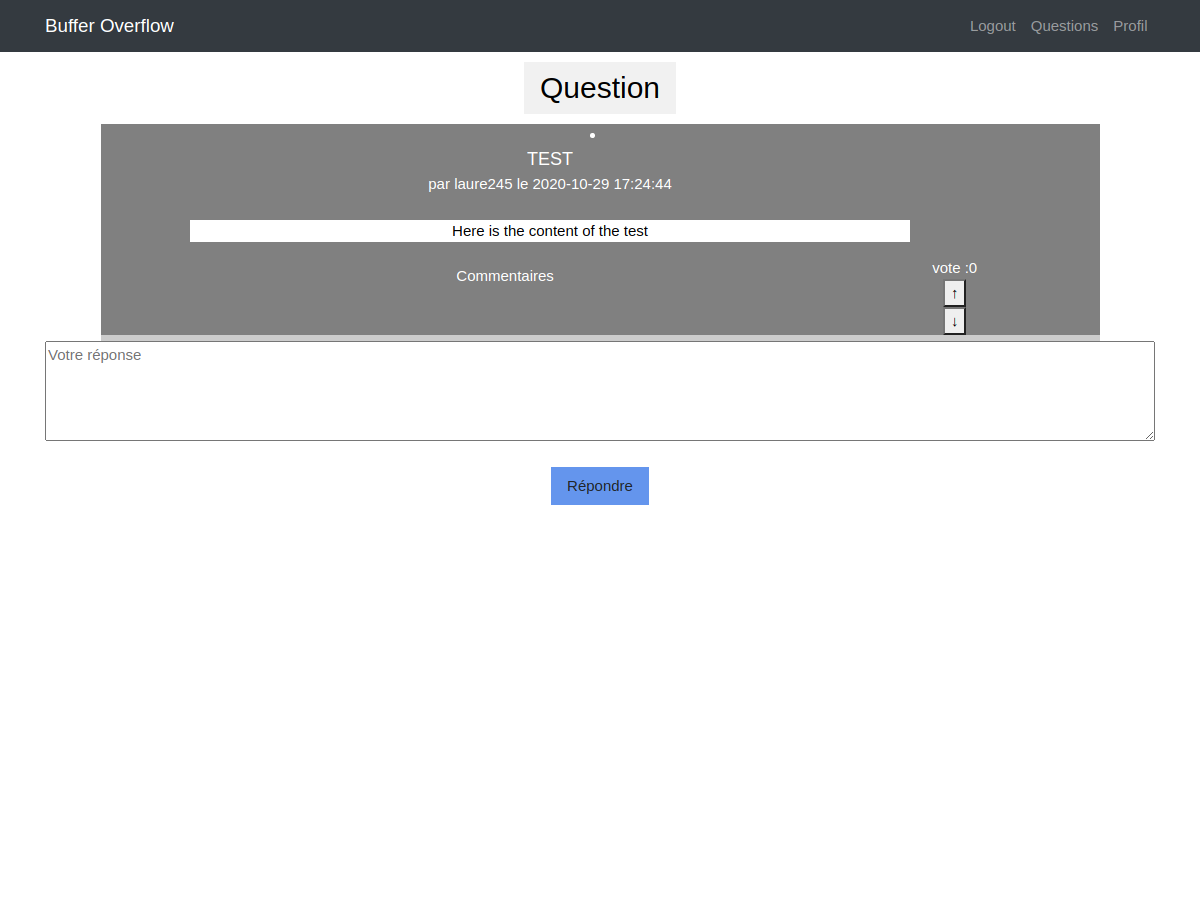 Buffer Overflow
Logout Questions Profil
Question
TEST
par laure245 le 2020-10-29 17:24:44
Here is the content of the test
Commentaires
vote :0
↑
↓
Votre réponse
Répondre